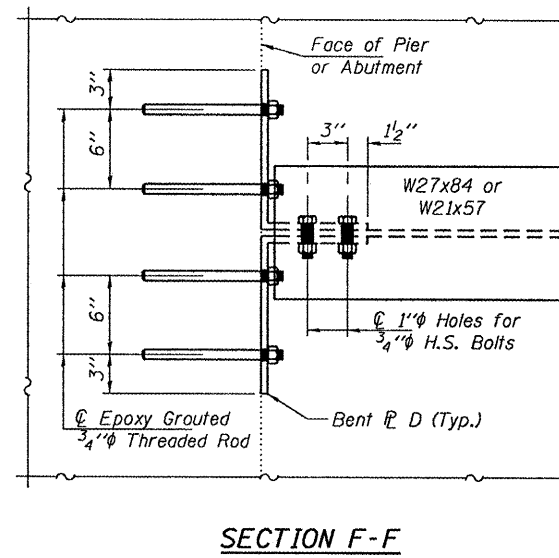 Face of Pier
or Abutment
3"
6"
3"
1½"
W27x84 or
W21x57
℄ 1"φ Holes for
¾"φ H.S. Bolts
6"
3"
℄ Epoxy Grouted
¾"φ Threaded Rod
Bent ℙL D (Typ.)
SECTION F-F